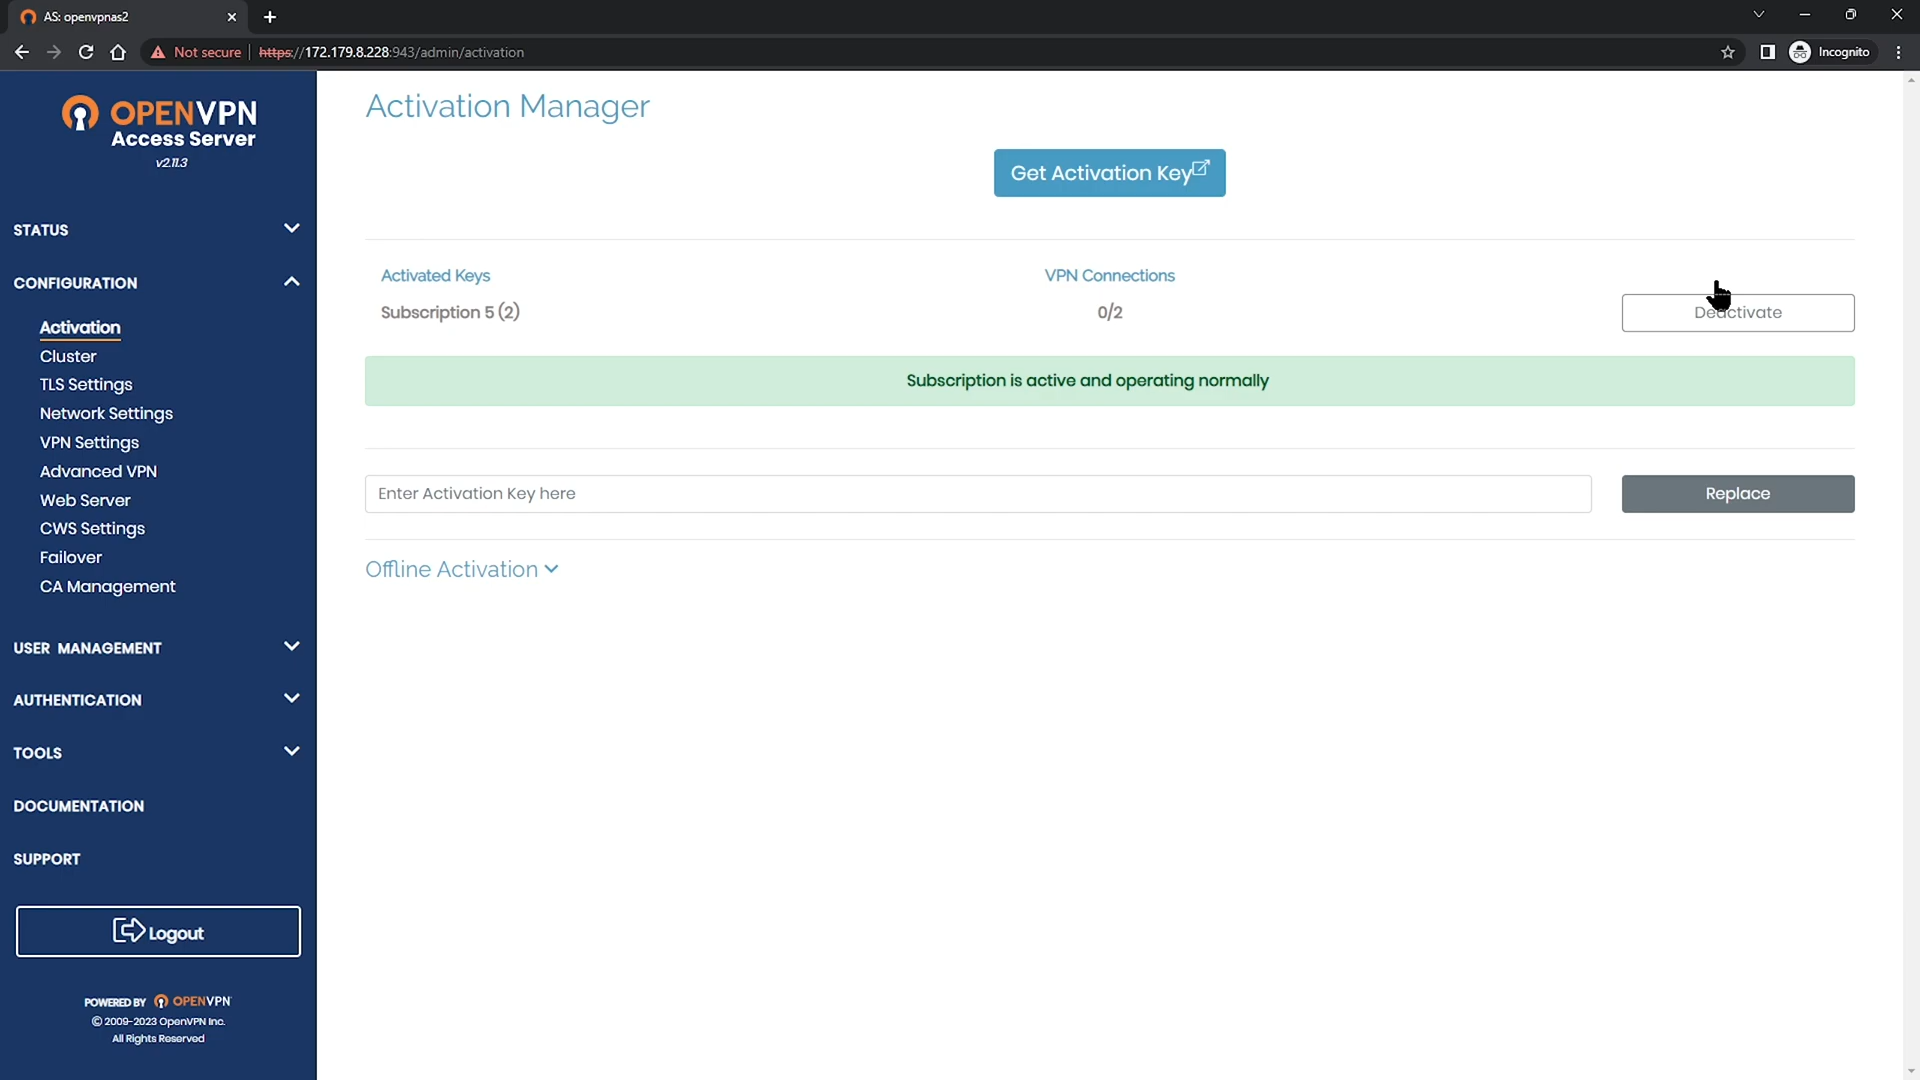 AS: openvpnas2
Not secure
https://172.179.8.228:943/admin/activation
Incognito
OPENVPN
Access Server
v2.11.3
STATUS
CONFIGURATION
Activation
Cluster
TLS Settings
Network Settings
VPN Settings
Advanced VPN
Web Server
CWS Settings
Failover
CA Management
USER MANAGEMENT
AUTHENTICATION
TOOLS
DOCUMENTATION
SUPPORT
Logout
POWERED BY OPENVPN
© 2009-2023 OpenVPN Inc.
All Rights Reserved
Activation Manager
Get Activation Key
Activated Keys
VPN Connections
Subscription 5 (2)
0/2
Deactivate
Subscription is active and operating normally
Enter Activation Key here
Replace
Offline Activation